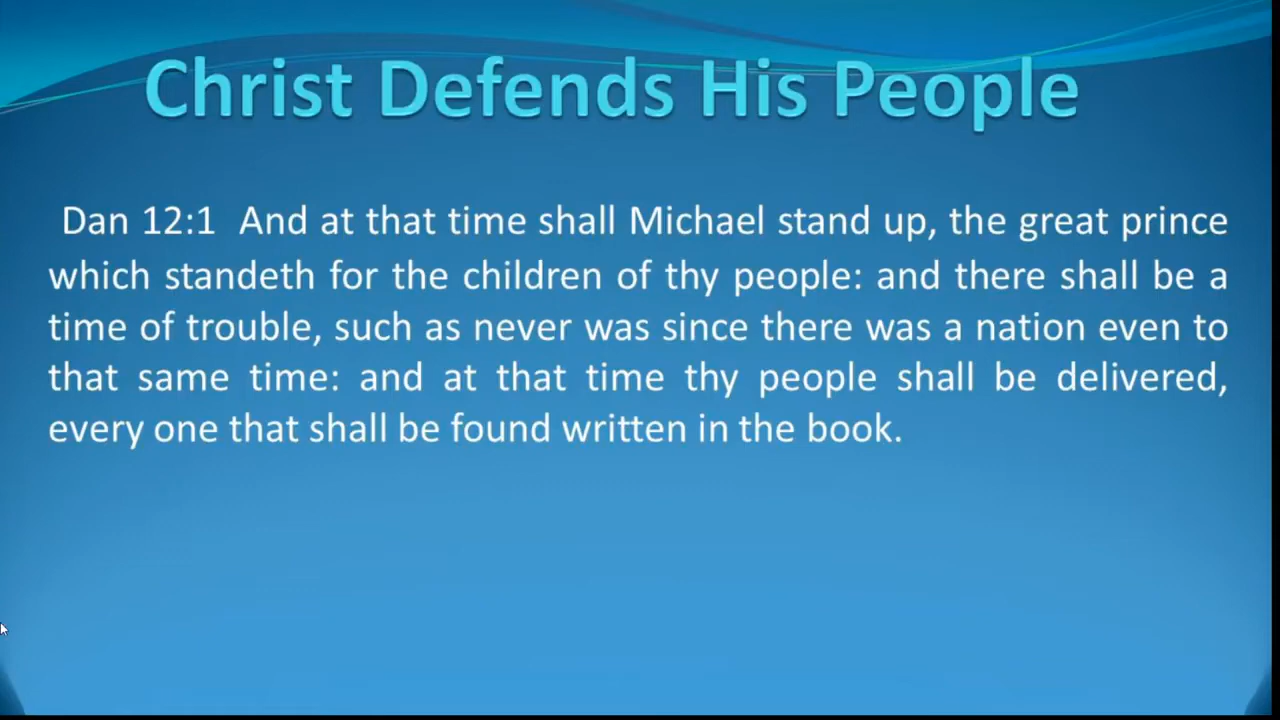 Christ Defends His People
Dan 12:1  And at that time shall Michael stand up, the great prince
which standeth for the children of thy people: and there shall be a
time of trouble, such as never was since there was a nation even to
that same time: and at that time thy people shall be delivered,
every one that shall be found written in the book.